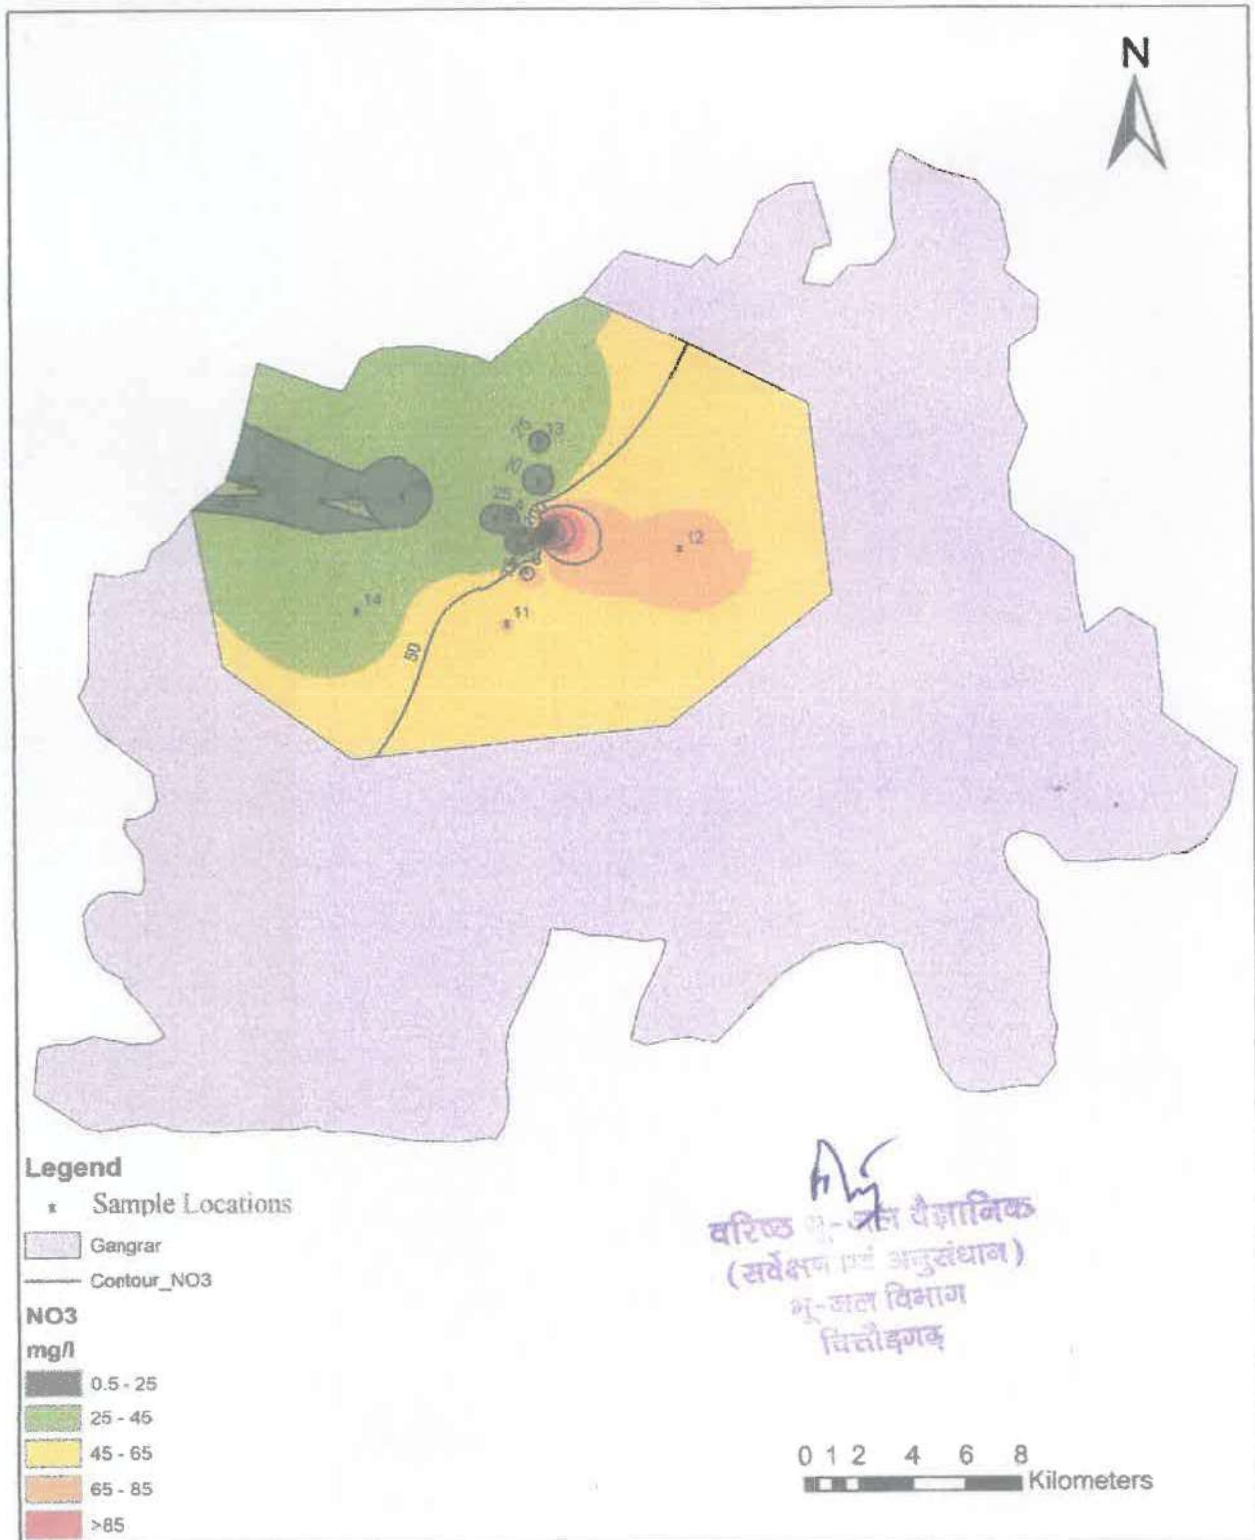 N
13
10
25
12
14
11
50
Legend
Sample Locations
Gangrar
Contour_NO3
NO3
mg/l
0.5 - 25
25 - 45
45 - 65
65 - 85
>85
वरिष्ठ भू-जल वैज्ञानिक
(सर्वेक्षण एवं अनुसंधान)
भू-जल विभाग
चित्तौड़गढ़
0 1 2 4 6 8
Kilometers